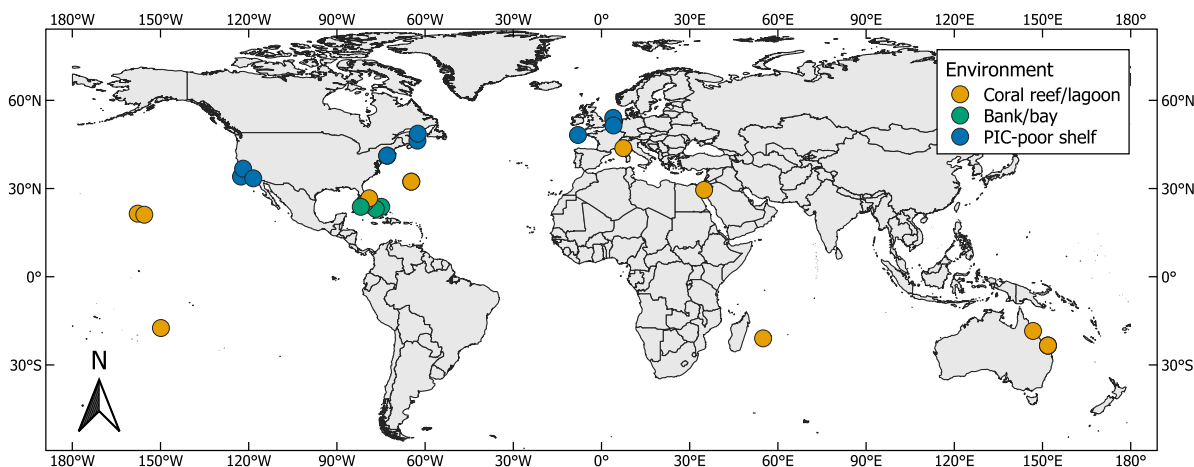 180°W 150°W 120°W 90°W 60°W 30°W 0° 30°E 60°E 90°E 120°E 150°E 180°
Environment
Coral reef/lagoon
60°N 60°N
Bank/bay
PIC-poor shelf
30°N 30°N
0° 0°
N
30°S 30°S
180°W 150°W 120°W 90°W 60°W 30°W 0° 30°E 60°E 90°E 120°E 150°E 180°